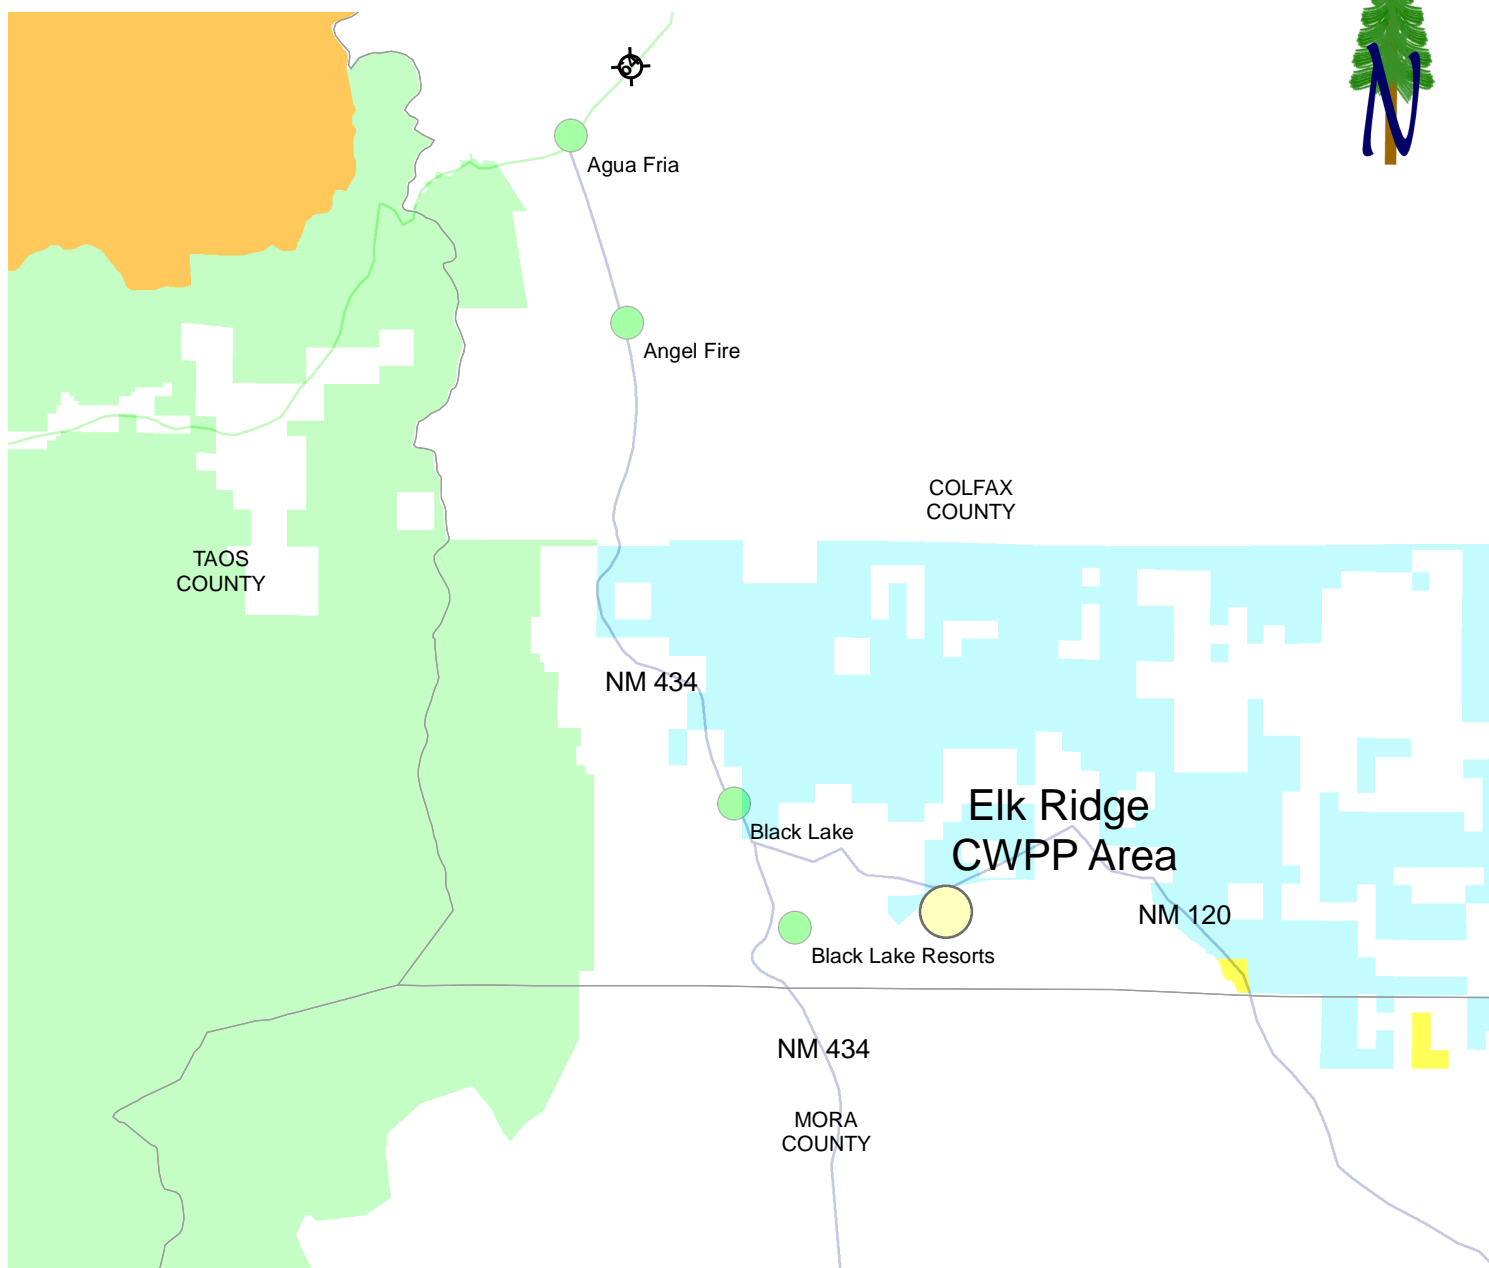 N
64
Agua Fria
Angel Fire
COLFAX
COUNTY
TAOS
COUNTY
NM 434
Elk Ridge
CWPP Area
Black Lake
NM 120
Black Lake Resorts
NM 434
MORA
COUNTY